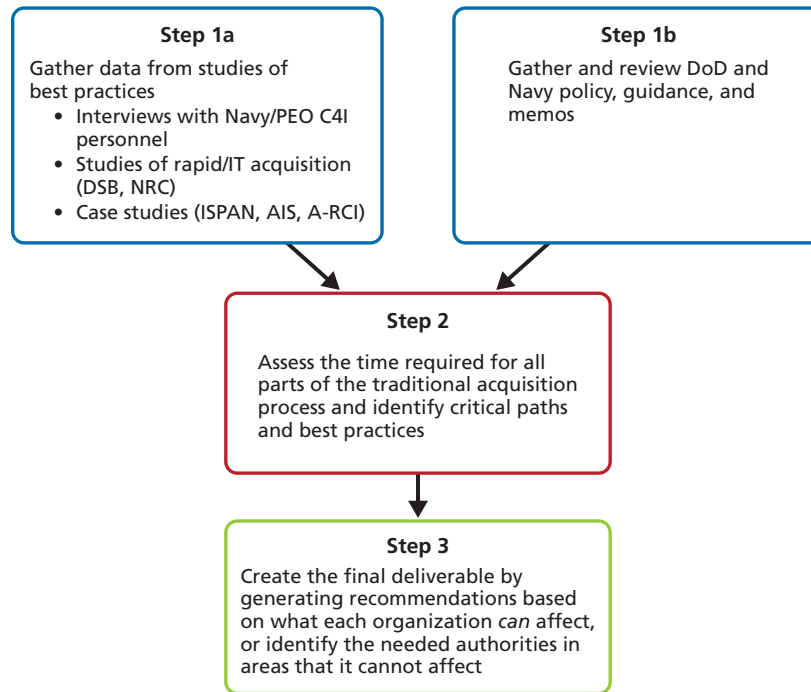 Step 1a
Gather data from studies of
best practices
• Interviews with Navy/PEO C4I
personnel
• Studies of rapid/IT acquisition
(DSB, NRC)
• Case studies (ISPAN, AIS, A-RCI)
Step 1b
Gather and review DoD and
Navy policy, guidance, and
memos
Step 2
Assess the time required for all
parts of the traditional acquisition
process and identify critical paths
and best practices
Step 3
Create the final deliverable by
generating recommendations based
on what each organization can affect,
or identify the needed authorities in
areas that it cannot affect